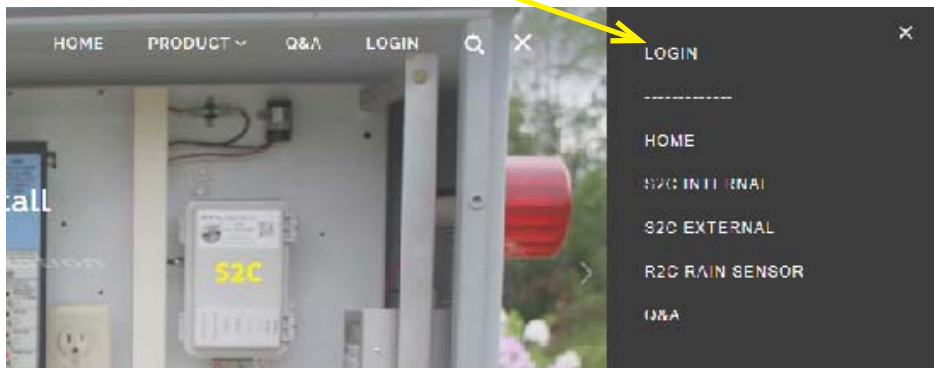 HOME PRODUCT Q&A LOGIN
tall
S2C
LOGIN
-------------
HOME
S2C INTERNAL
S2C EXTERNAL
R2C RAIN SENSOR
Q&A